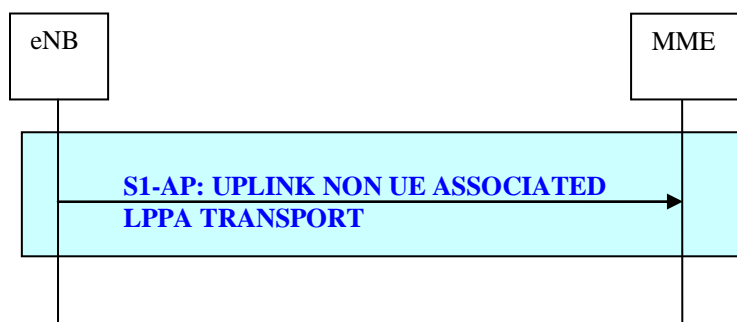 eNB
MME
S1-AP: UPLINK NON UE ASSOCIATED
LPPA TRANSPORT